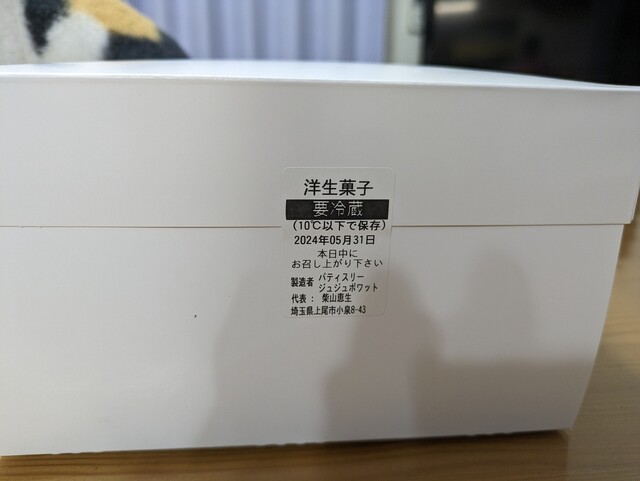 洋生菓子
要冷蔵
(10℃以下で保存)
2024年05月31日
本日中に
お召し上がり下さい
製造者 パティスリー
ジュジュボワット
代表： 柴山恵生
埼玉県上尾市小泉8-43